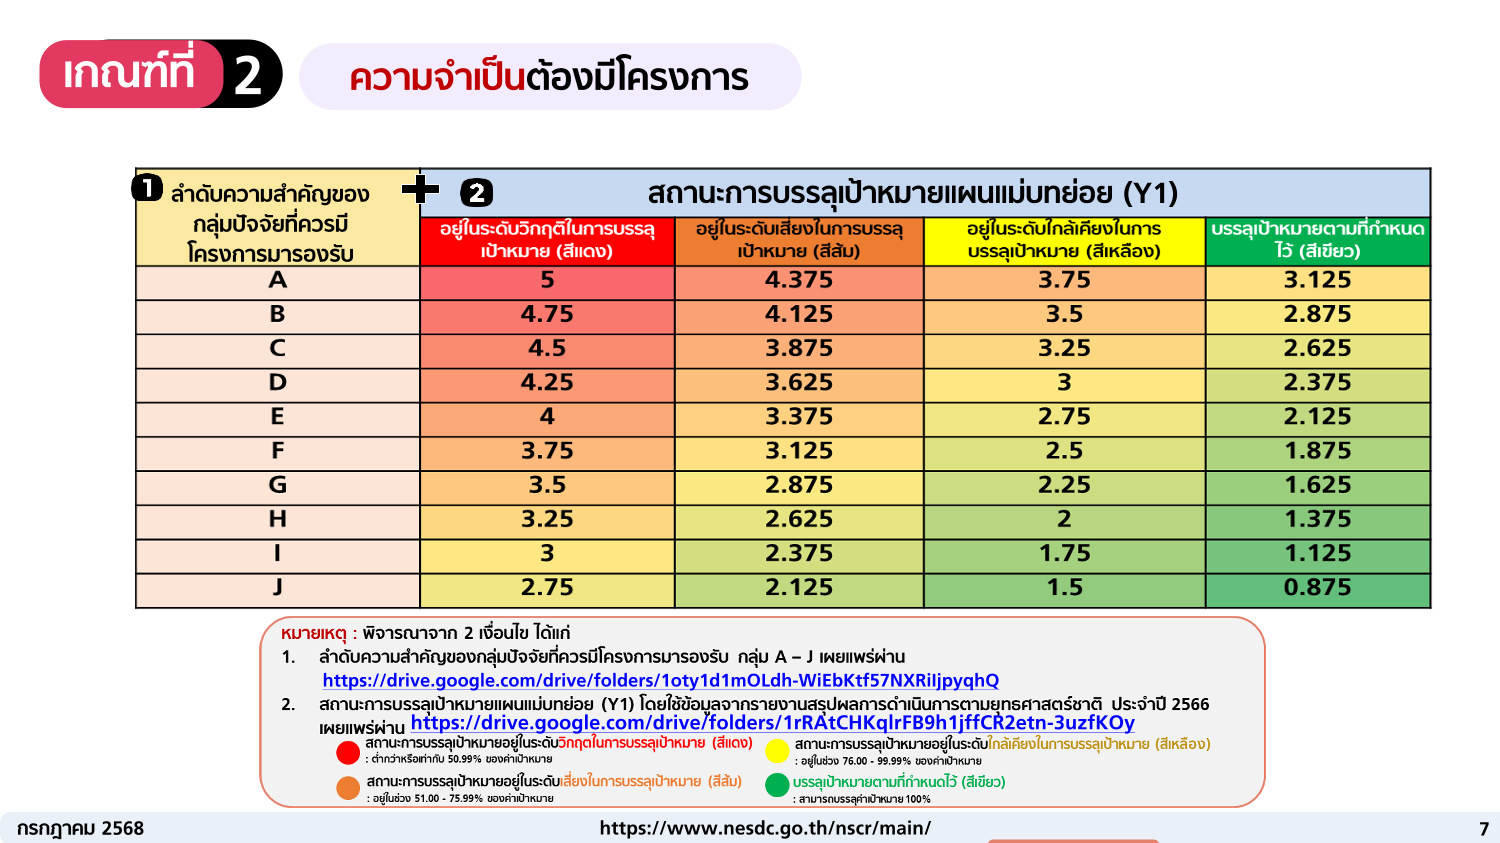 เกณฑ์ที่ 2
ความจำเป็นต้องมีโครงการ
1 ลำดับความสำคัญของ
กลุ่มปัจจัยที่ควรมี
โครงการมารองรับ
+ 2 สถานะการบรรลุเป้าหมายแผนแม่บทย่อย (Y1)
อยู่ในระดับวิกฤติในการบรรลุ
เป้าหมาย (สีแดง)
อยู่ในระดับเสี่ยงในการบรรลุ
เป้าหมาย (สีส้ม)
อยู่ในระดับใกล้เคียงในการ
บรรลุเป้าหมาย (สีเหลือง)
บรรลุเป้าหมายตามที่กำหนด
ไว้ (สีเขียว)
A 5 4.375 3.75 3.125
B 4.75 4.125 3.5 2.875
C 4.5 3.875 3.25 2.625
D 4.25 3.625 3 2.375
E 4 3.375 2.75 2.125
F 3.75 3.125 2.5 1.875
G 3.5 2.875 2.25 1.625
H 3.25 2.625 2 1.375
I 3 2.375 1.75 1.125
J 2.75 2.125 1.5 0.875
หมายเหตุ : พิจารณาจาก 2 เงื่อนไข ได้แก่
1. ลำดับความสำคัญของกลุ่มปัจจัยที่ควรมีโครงการมารองรับ กลุ่ม A – J เผยแพร่ผ่าน
https://drive.google.com/drive/folders/1oty1d1mOLdh-WiEbKtf57NXRiIjpyqhQ
2. สถานะการบรรลุเป้าหมายแผนแม่บทย่อย (Y1) โดยใช้ข้อมูลจากรายงานสรุปผลการดำเนินการตามยุทธศาสตร์ชาติ ประจำปี 2566
เผยแพร่ผ่าน https://drive.google.com/drive/folders/1rRAtCHKqlrFB9h1jffCR2etn-3uzfKOy
สถานะการบรรลุเป้าหมายอยู่ในระดับวิกฤตในการบรรลุเป้าหมาย (สีแดง)
: ต่ำกว่าหรือเท่ากับ 50.99% ของค่าเป้าหมาย
สถานะการบรรลุเป้าหมายอยู่ในระดับใกล้เคียงในการบรรลุเป้าหมาย (สีเหลือง)
: อยู่ในช่วง 76.00 - 99.99% ของค่าเป้าหมาย
สถานะการบรรลุเป้าหมายอยู่ในระดับเสี่ยงในการบรรลุเป้าหมาย (สีส้ม)
: อยู่ในช่วง 51.00 - 75.99% ของค่าเป้าหมาย
บรรลุเป้าหมายตามที่กำหนดไว้ (สีเขียว)
: สามารถบรรลุค่าเป้าหมาย 100%
กรกฎาคม 2568
https://www.nesdc.go.th/nscr/main/
7